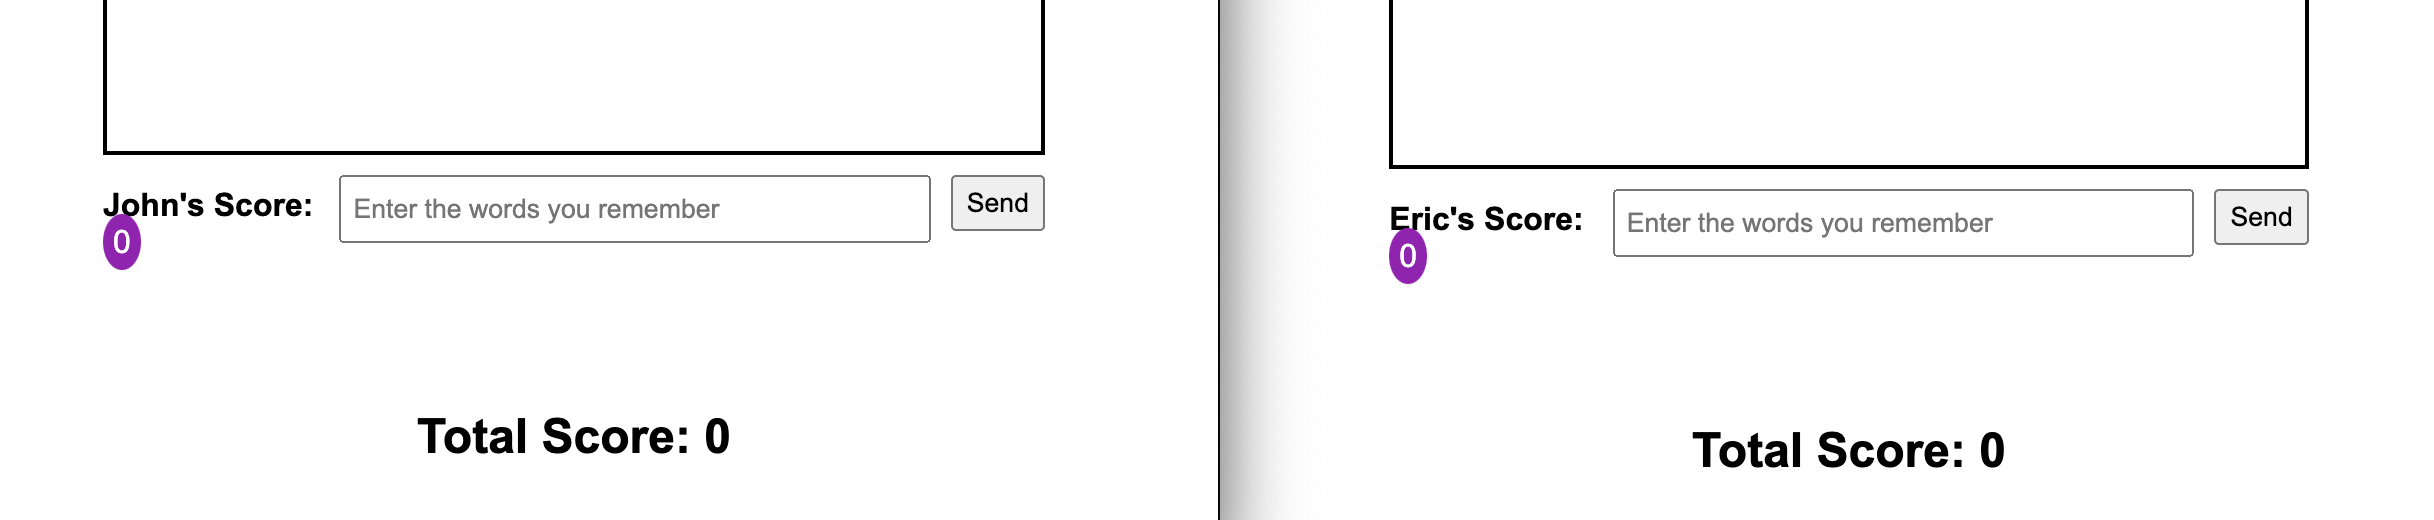 John's Score:
Enter the words you remember
Send
0
Total Score: 0
Eric's Score:
Enter the words you remember
Send
0
Total Score: 0